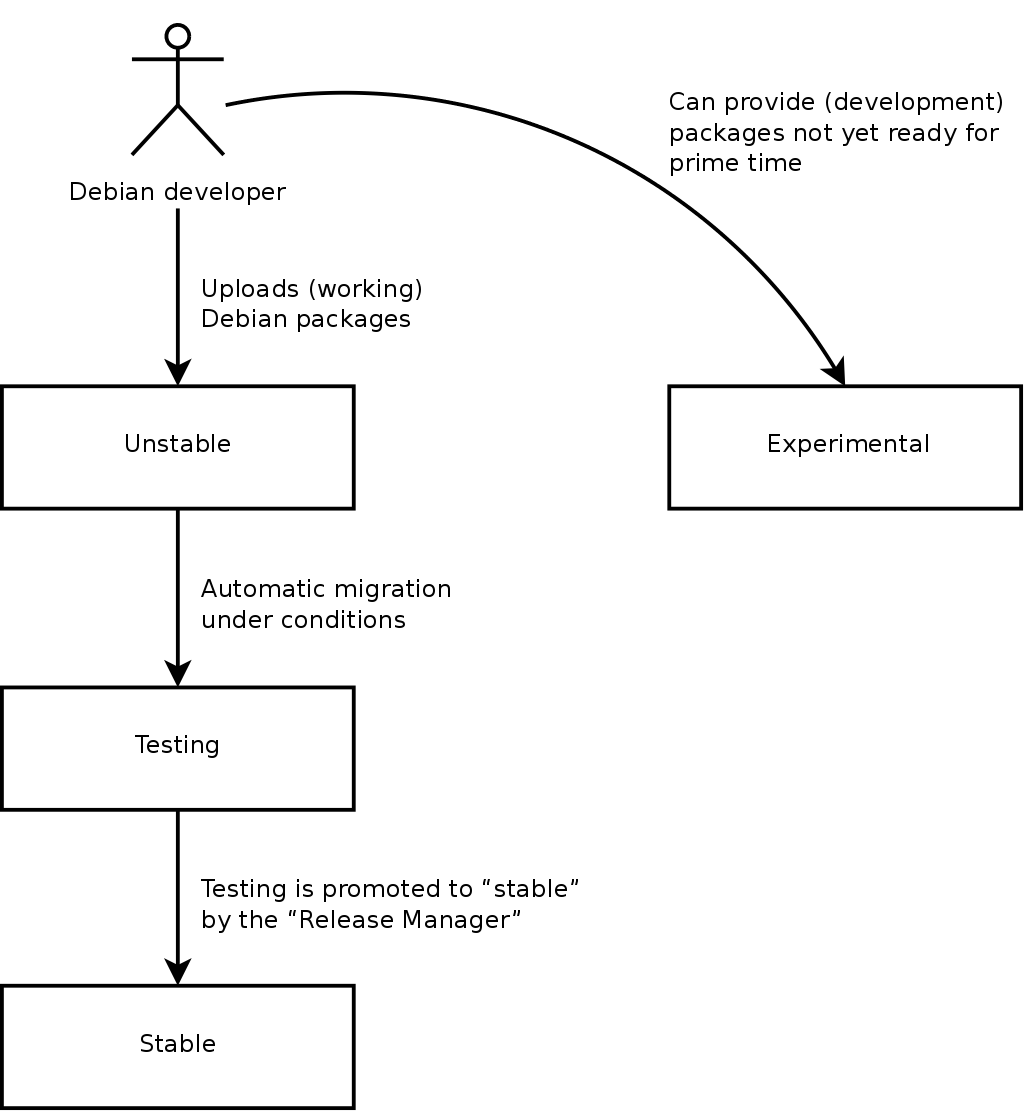 Can provide (development)
packages not yet ready for
prime time
Debian developer
Uploads (working)
Debian packages
Unstable
Experimental
Automatic migration
under conditions
Testing
Testing is promoted to “stable”
by the “Release Manager”
Stable